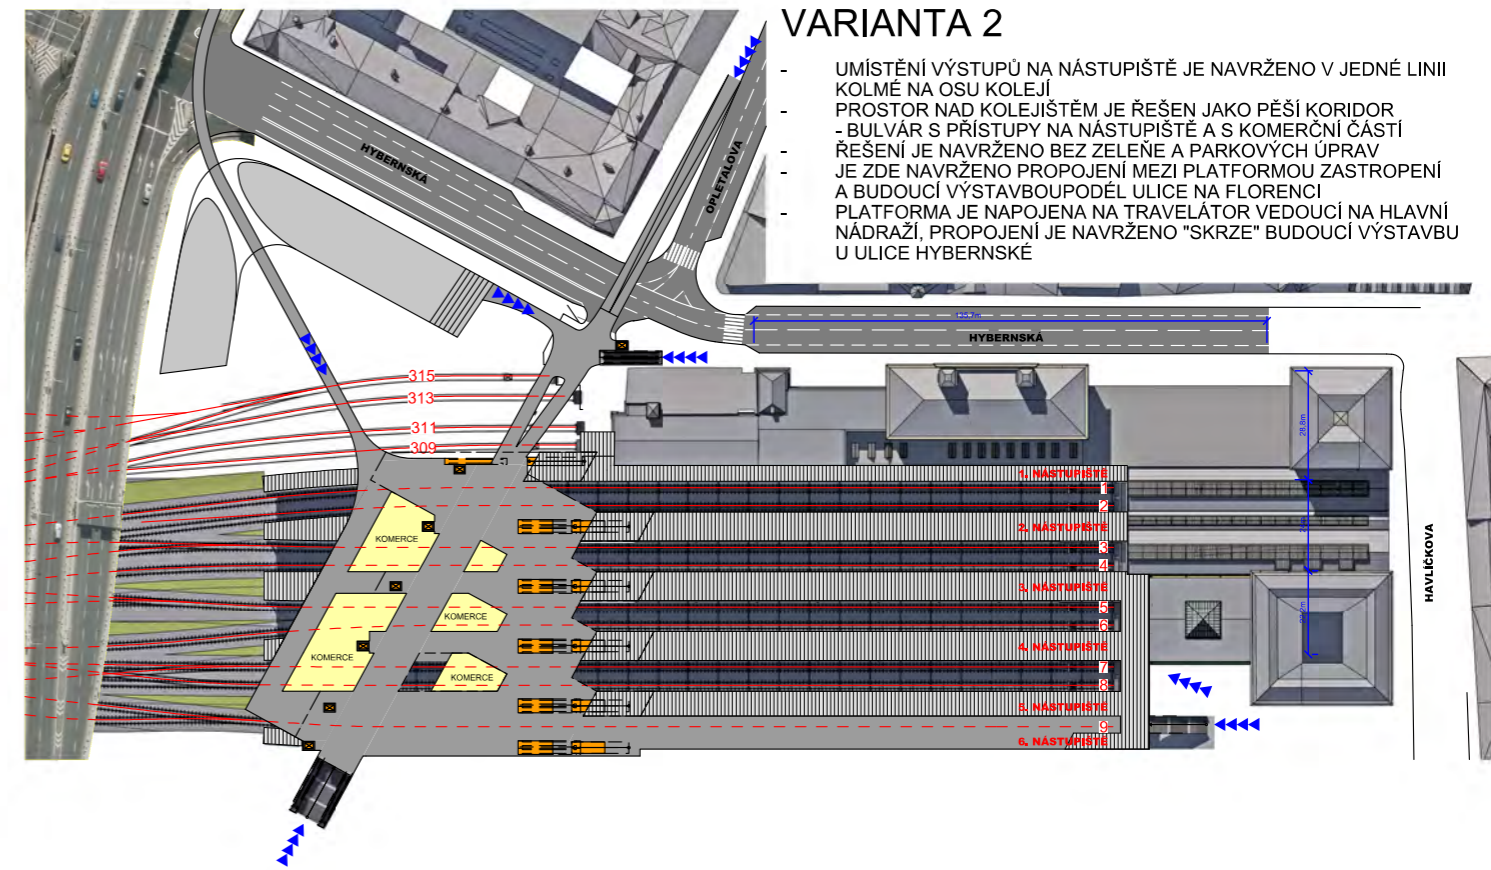 VARIANTA 2
- UMÍSTĚNÍ VÝSTUPŮ NA NÁSTUPIŠTĚ JE NAVRŽENO V JEDNÉ LINII
KOLMÉ NA OSU KOLEJÍ
- PROSTOR NAD KOLEJIŠTĚM JE ŘEŠEN JAKO PĚŠÍ KORIDOR
- BULVÁR S PŘÍSTUPY NA NÁSTUPIŠTĚ A S KOMERČNÍ ČÁSTÍ
- ŘEŠENÍ JE NAVRŽENO BEZ ZELEŇE A PARKOVÝCH ÚPRAV
- JE ZDE NAVRŽENO PROPOJENÍ MEZI PLATFORMOU ZASTROPENÍ
A BUDOUCÍ VÝSTAVBOUPODÉL ULICE NA FLORENCI
- PLATFORMA JE NAPOJENA NA TRAVELÁTOR VEDOUCÍ NA HLAVNÍ
NÁDRAŽÍ, PROPOJENÍ JE NAVRŽENO "SKRZE" BUDOUCÍ VÝSTAVBU
U ULICE HYBERNSKÉ
HYBERNSKÁ
OPLETALOVA
135,7m
HYBERNSKÁ
315
313
311
309
28,8m
HAVLÍČKOVA
1. NÁSTUPIŠTĚ
1
2
2. NÁSTUPIŠTĚ
3
4
3. NÁSTUPIŠTĚ
5
6
4. NÁSTUPIŠTĚ
7
8
5. NÁSTUPIŠTĚ
9
6. NÁSTUPIŠTĚ
KOMERCE
KOMERCE
KOMERCE
KOMERCE